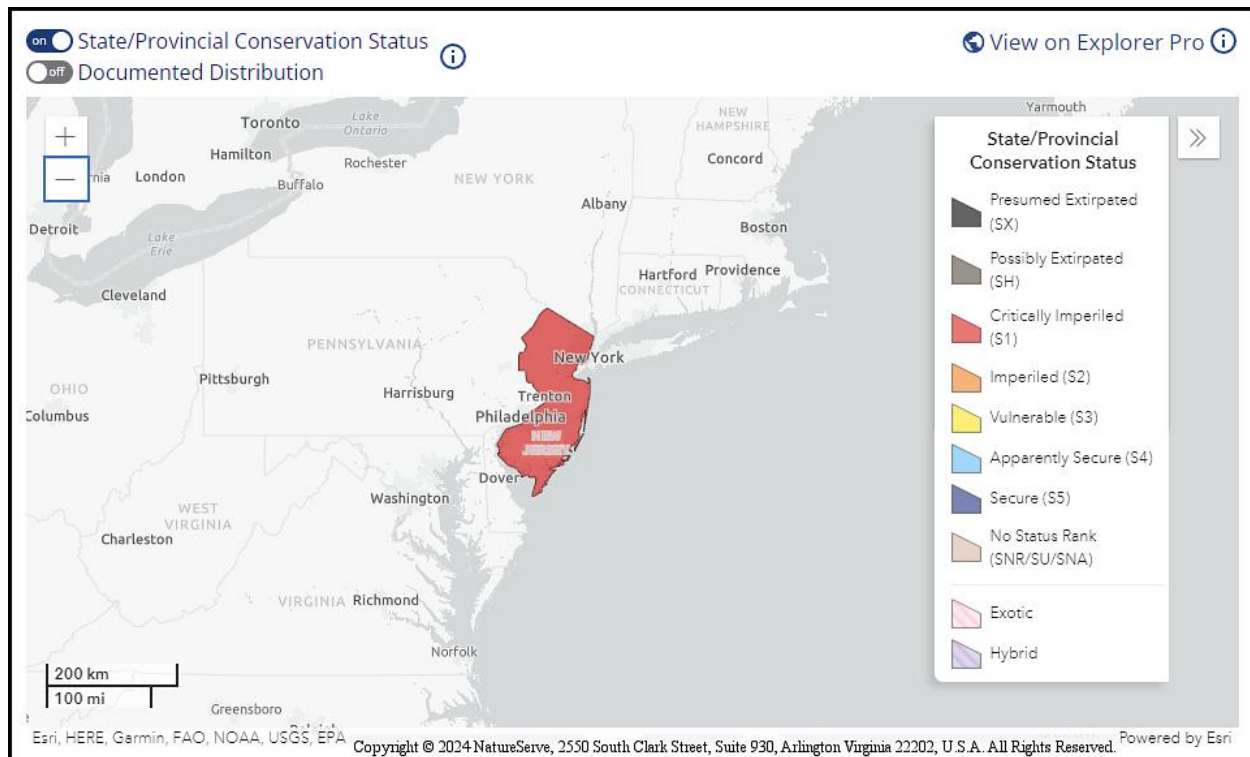 on State/Provincial Conservation Status
off Documented Distribution
View on Explorer Pro
Yarmouth
Toronto
Lake
Ontario
NEW
HAMPSHIRE
Hamilton
Rochester
Concord
London
Buffalo
NEW YORK
Albany
Detroit
Boston
Lake
Erie
Hartford
Providence
CONNECTICUT
Cleveland
PENNSYLVANIA
New York
Pittsburgh
Harrisburg
Trenton
OHIO
Columbus
Philadelphia
NEW
JERSEY
Dover
Washington
WEST
VIRGINIA
Charleston
VIRGINIA
Richmond
Norfolk
200 km
100 mi
Greensboro
State/Provincial
Conservation Status
Presumed Extirpated
(SX)
Possibly Extirpated
(SH)
Critically Imperiled
(S1)
Imperiled (S2)
Vulnerable (S3)
Apparently Secure (S4)
Secure (S5)
No Status Rank
(SNR/SU/SNA)
Exotic
Hybrid
Esri, HERE, Garmin, FAO, NOAA, USGS, EPA
Copyright © 2024 NatureServe, 2550 South Clark Street, Suite 930, Arlington Virginia 22202, U.S.A. All Rights Reserved.
Powered by Esri